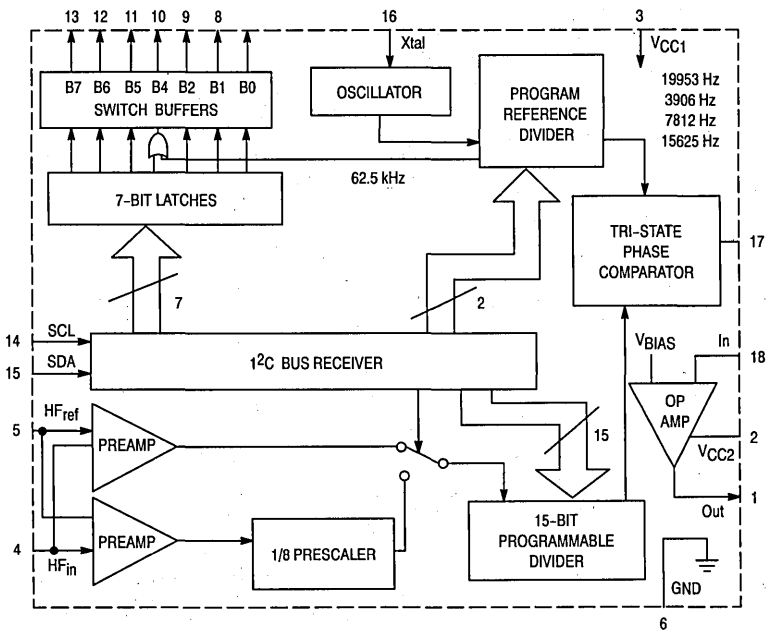 13 12 11 10 9 8 16 3
Xtal
VCC1
B7 B6 B5 B4 B2 B1 B0
SWITCH BUFFERS
OSCILLATOR
PROGRAM
REFERENCE
DIVIDER
19953 Hz
3906 Hz
7812 Hz
15625 Hz
62.5 kHz
7-BIT LATCHES
TRI-STATE
PHASE
COMPARATOR
17
7
2
14 SCL
15 SDA
I²C BUS RECEIVER
VBIAS
In
18
OP
AMP
2
VCC2
1
Out
5
HFref
PREAMP
15
4
HFin
PREAMP
1/8 PRESCALER
15-BIT
PROGRAMMABLE
DIVIDER
GND
6